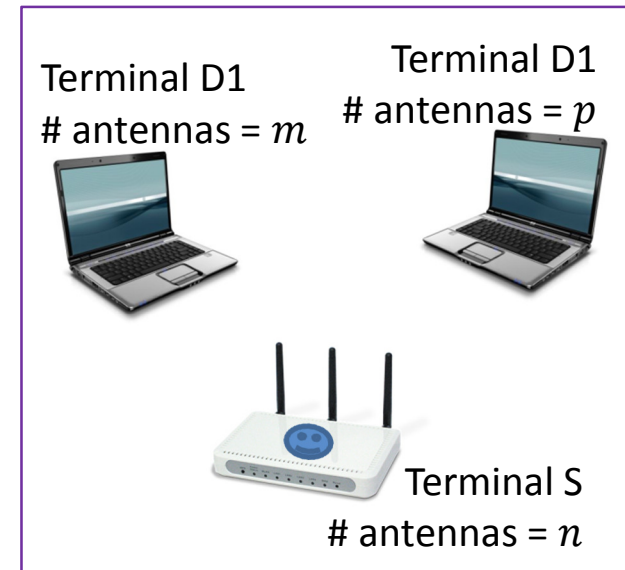 Terminal D1
# antennas = m
Terminal D1
# antennas = p
Terminal S
# antennas = n